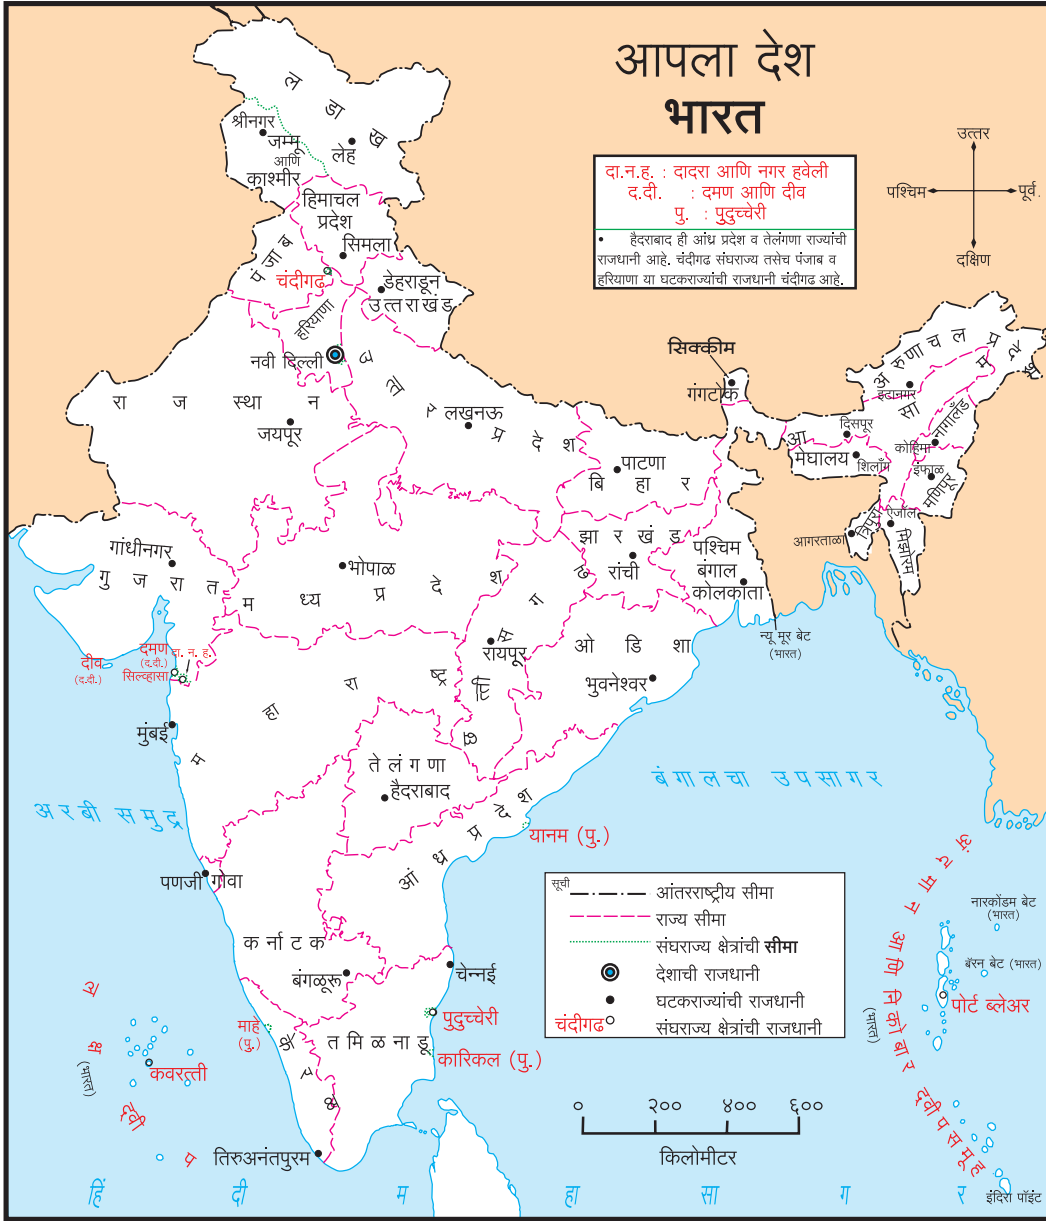 आपला देश
भारत
उत्तर
पश्चिम
पूर्व.
दक्षिण
दा.न.ह. : दादरा आणि नगर हवेली
द.दी. : दमण आणि दीव
पु. : पुदुच्चेरी
• हैदराबाद ही आंध्र प्रदेश व तेलंगणा राज्यांची
राजधानी आहे. चंदीगढ संघराज्य तसेच पंजाब व
हरियाणा या घटकराज्यांची राजधानी चंदीगढ आहे.
लडाख
श्रीनगर
जम्मू
आणि
काश्मीर
लेह
हिमाचल
प्रदेश
सिमला
पंजाब
चंदीगढ
डेहराडून
उत्तराखंड
हरियाणा
नवी दिल्ली
उत्तर प्रदेश
राजस्थान
जयपूर
लखनऊ
सिक्कीम
गंगटोक
अरुणाचल प्रदेश
इटानगर
आसाम
दिसपूर
नागालँड
कोहिमा
मेघालय
शिलाँग
इंफाळ
मणिपूर
त्रिपुरा
ऐजॉल
मिझोरम
आगरताळा
पाटणा
बिहार
झारखंड
रांची
पश्चिम
बंगाल
कोलकाता
न्यू मूर बेट
(भारत)
गांधीनगर
गुजरात
भोपाळ
मध्य प्रदेश
छत्तीसगढ
रायपूर
ओडिशा
भुवनेश्वर
दीव
(द.दी.)
दमण
(द.दी.)
दा. न. ह.
सिल्व्हासा
मुंबई
महाराष्ट्र
तेलंगणा
हैदराबाद
आंध्रप्रदेश
यानम (पु.)
अरबी समुद्र
बंगालचा उपसागर
पणजी
गोवा
कर्नाटक
बंगळूरू
चेन्नई
पुदुच्चेरी
माहे
(पु.)
तमिळनाडू
कारिकल (पु.)
केरळ
तिरुअनंतपुरम
लक्षद्वीप
(भारत)
कवरत्ती
सूची
आंतरराष्ट्रीय सीमा
राज्य सीमा
संघराज्य क्षेत्रांची सीमा
देशाची राजधानी
घटकराज्यांची राजधानी
चंदीगढ
संघराज्य क्षेत्रांची राजधानी
० २०० ४०० ६००
किलोमीटर
अंदमान आणि निकोबार द्वीपसमूह
(भारत)
नारकोंडम बेट
(भारत)
बॅरन बेट (भारत)
पोर्ट ब्लेअर
इंदिरा पॉइंट
हिंदी महासागर